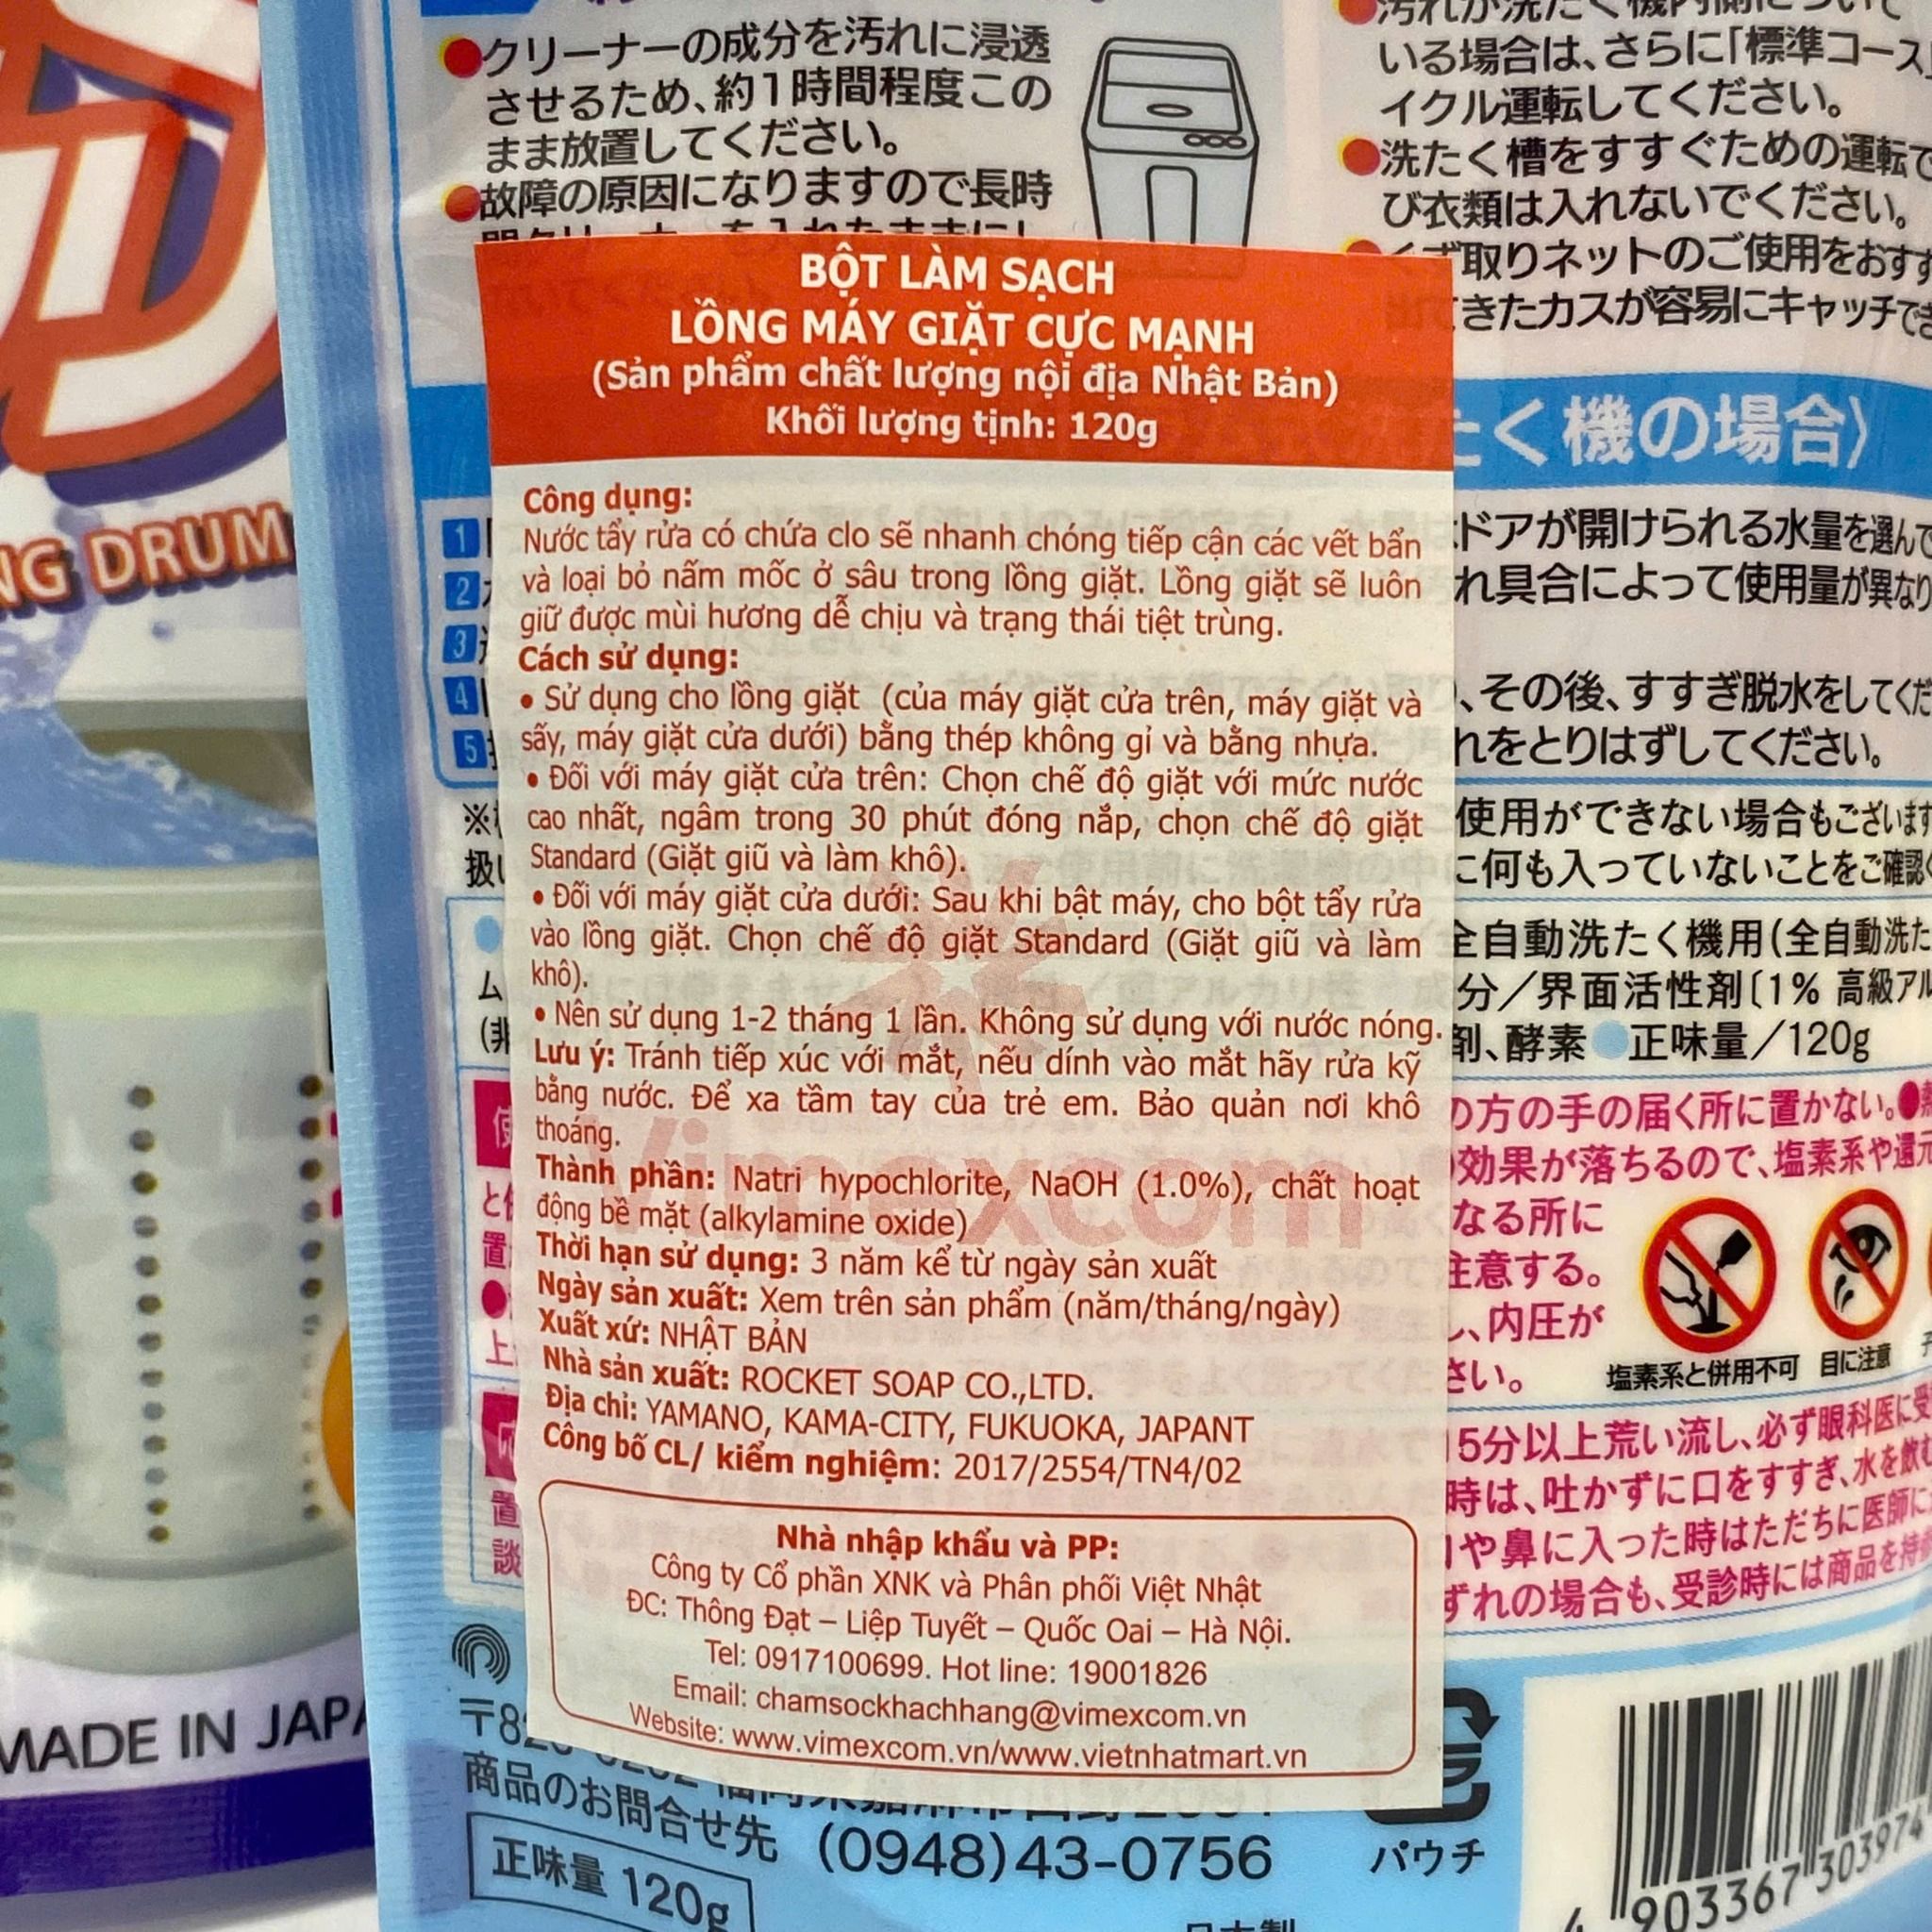 NG DRUM
MADE IN JAPA
●クリーナーの成分を汚れに浸透
させるため、約1時間程度この
まま放置してください。
●故障の原因になりますので長時
いる場合は、さらに「標準コース」
イクル運転してください。
●洗たく槽をすすぐための運転で
び衣類は入れないでください。
取りネットのご使用をおすす
きたカスが容易にキャッチでき
たく機の場合〉
1
2
3
4
5
ドアが開けられる水量を選んで
れ具合によって使用量が異なり
、その後、すすぎ脱水をしてくだ
れをとりはずしてください。
使用ができない場合もございます
に何も入っていないことをご確認く
全自動洗たく機用(全自動洗た
分/界面活性剤〔1% 高級アル
剤、酵素 ●正味量/120g
の方の手の届く所に置かない。●
効果が落ちるので、塩素系や還元
なる所に
注意する。
し、内圧が
さい。
塩素系と併用不可 目に注意
15分以上荒い流し、必ず眼科医に受
時は、吐かずに口をすすぎ、水を飲む
や鼻に入った時はただちに医師に
ずれの場合も、受診時には商品を持参
BỘT LÀM SẠCH
LỒNG MÁY GIẶT CỰC MẠNH
(Sản phẩm chất lượng nội địa Nhật Bản)
Khối lượng tịnh: 120g
Công dụng:
Nước tẩy rửa có chứa clo sẽ nhanh chóng tiếp cận các vết bẩn
và loại bỏ nấm mốc ở sâu trong lồng giặt. Lồng giặt sẽ luôn
giữ được mùi hương dễ chịu và trạng thái tiệt trùng.
Cách sử dụng:
• Sử dụng cho lồng giặt (của máy giặt cửa trên, máy giặt và
sấy, máy giặt cửa dưới) bằng thép không gỉ và bằng nhựa.
• Đối với máy giặt cửa trên: Chọn chế độ giặt với mức nước
cao nhất, ngâm trong 30 phút đóng nắp, chọn chế độ giặt
Standard (Giặt giũ và làm khô).
• Đối với máy giặt cửa dưới: Sau khi bật máy, cho bột tẩy rửa
vào lồng giặt. Chọn chế độ giặt Standard (Giặt giũ và làm
khô).
• Nên sử dụng 1-2 tháng 1 lần. Không sử dụng với nước nóng.
Lưu ý: Tránh tiếp xúc với mắt, nếu dính vào mắt hãy rửa kỹ
bằng nước. Để xa tầm tay của trẻ em. Bảo quản nơi khô
thoáng.
Thành phần: Natri hypochlorite, NaOH (1.0%), chất hoạt
động bề mặt (alkylamine oxide)
Thời hạn sử dụng: 3 năm kể từ ngày sản xuất
Ngày sản xuất: Xem trên sản phẩm (năm/tháng/ngày)
Xuất xứ: NHẬT BẢN
Nhà sản xuất: ROCKET SOAP CO.,LTD.
Địa chỉ: YAMANO, KAMA-CITY, FUKUOKA, JAPANT
Công bố CL/ kiểm nghiệm: 2017/2554/TN4/02
Vimexcom
Nhà nhập khẩu và PP:
Công ty Cổ phần XNK và Phân phối Việt Nhật
ĐC: Thông Đạt – Liệp Tuyết – Quốc Oai – Hà Nội.
Tel: 0917100699. Hot line: 19001826
Email: chamsockhachhang@vimexcom.vn
Website: www.vimexcom.vn/www.vietnhatmart.vn
商品のお問合せ先 (0948)43-0756
正味量 120g
パウチ
4 903367 303974